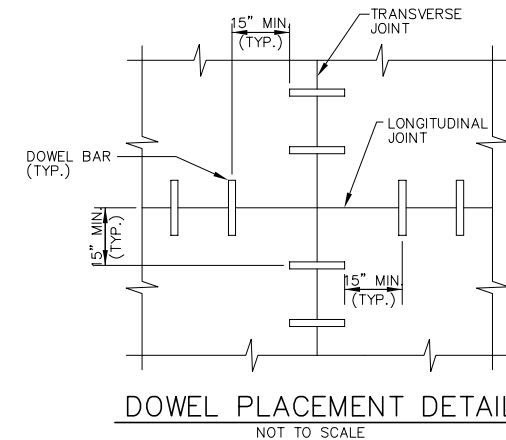 15" MIN.
(TYP.)
TRANSVERSE
JOINT
LONGITUDINAL
JOINT
DOWEL BAR
(TYP.)
15" MIN.
(TYP.)
15" MIN.
(TYP.)
DOWEL PLACEMENT DETAIL
NOT TO SCALE